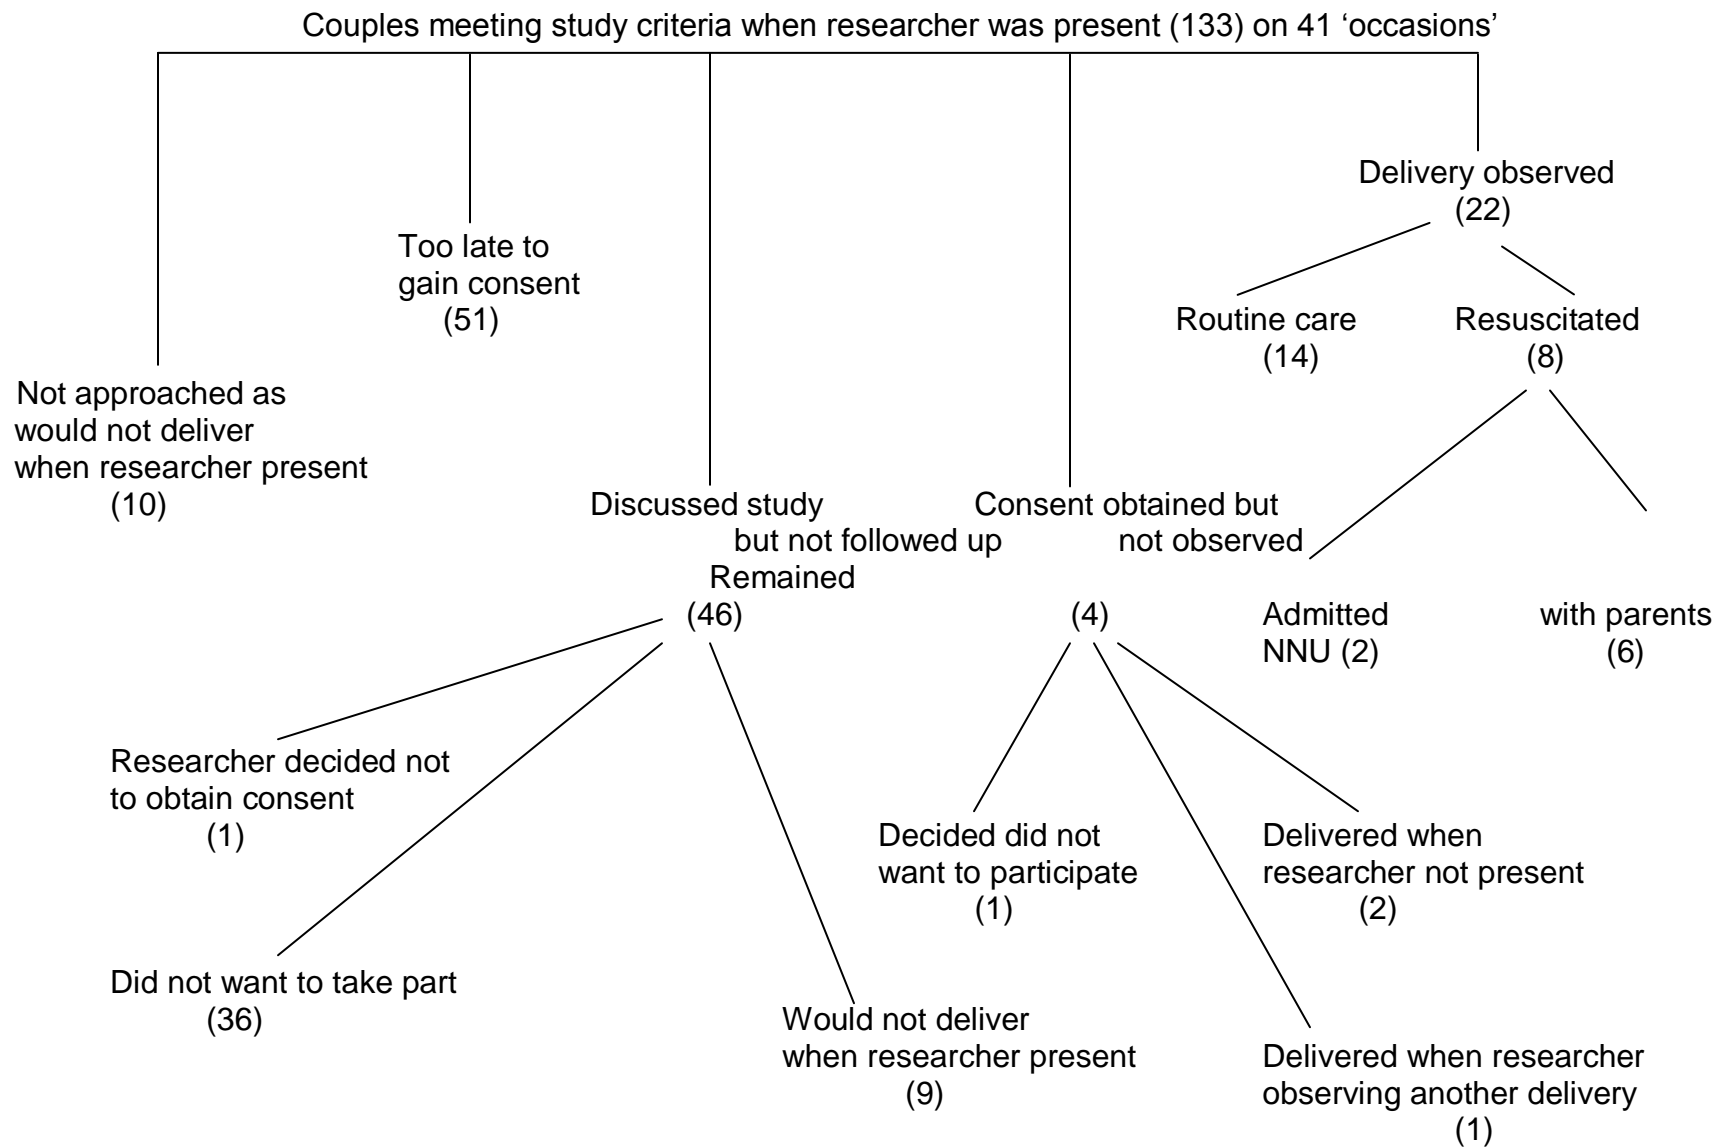 Couples meeting study criteria when researcher was present (133) on 41 ‘occasions’
Delivery observed
(22)
Too late to
gain consent
(51)
Routine care
(14)
Resuscitated
(8)
Not approached as
would not deliver
when researcher present
(10)
Discussed study
but not followed up
Remained
(46)
Consent obtained but
not observed
(4)
Admitted
NNU (2)
with parents
(6)
Researcher decided not
to obtain consent
(1)
Decided did not
want to participate
(1)
Delivered when
researcher not present
(2)
Did not want to take part
(36)
Would not deliver
when researcher present
(9)
Delivered when researcher
observing another delivery
(1)